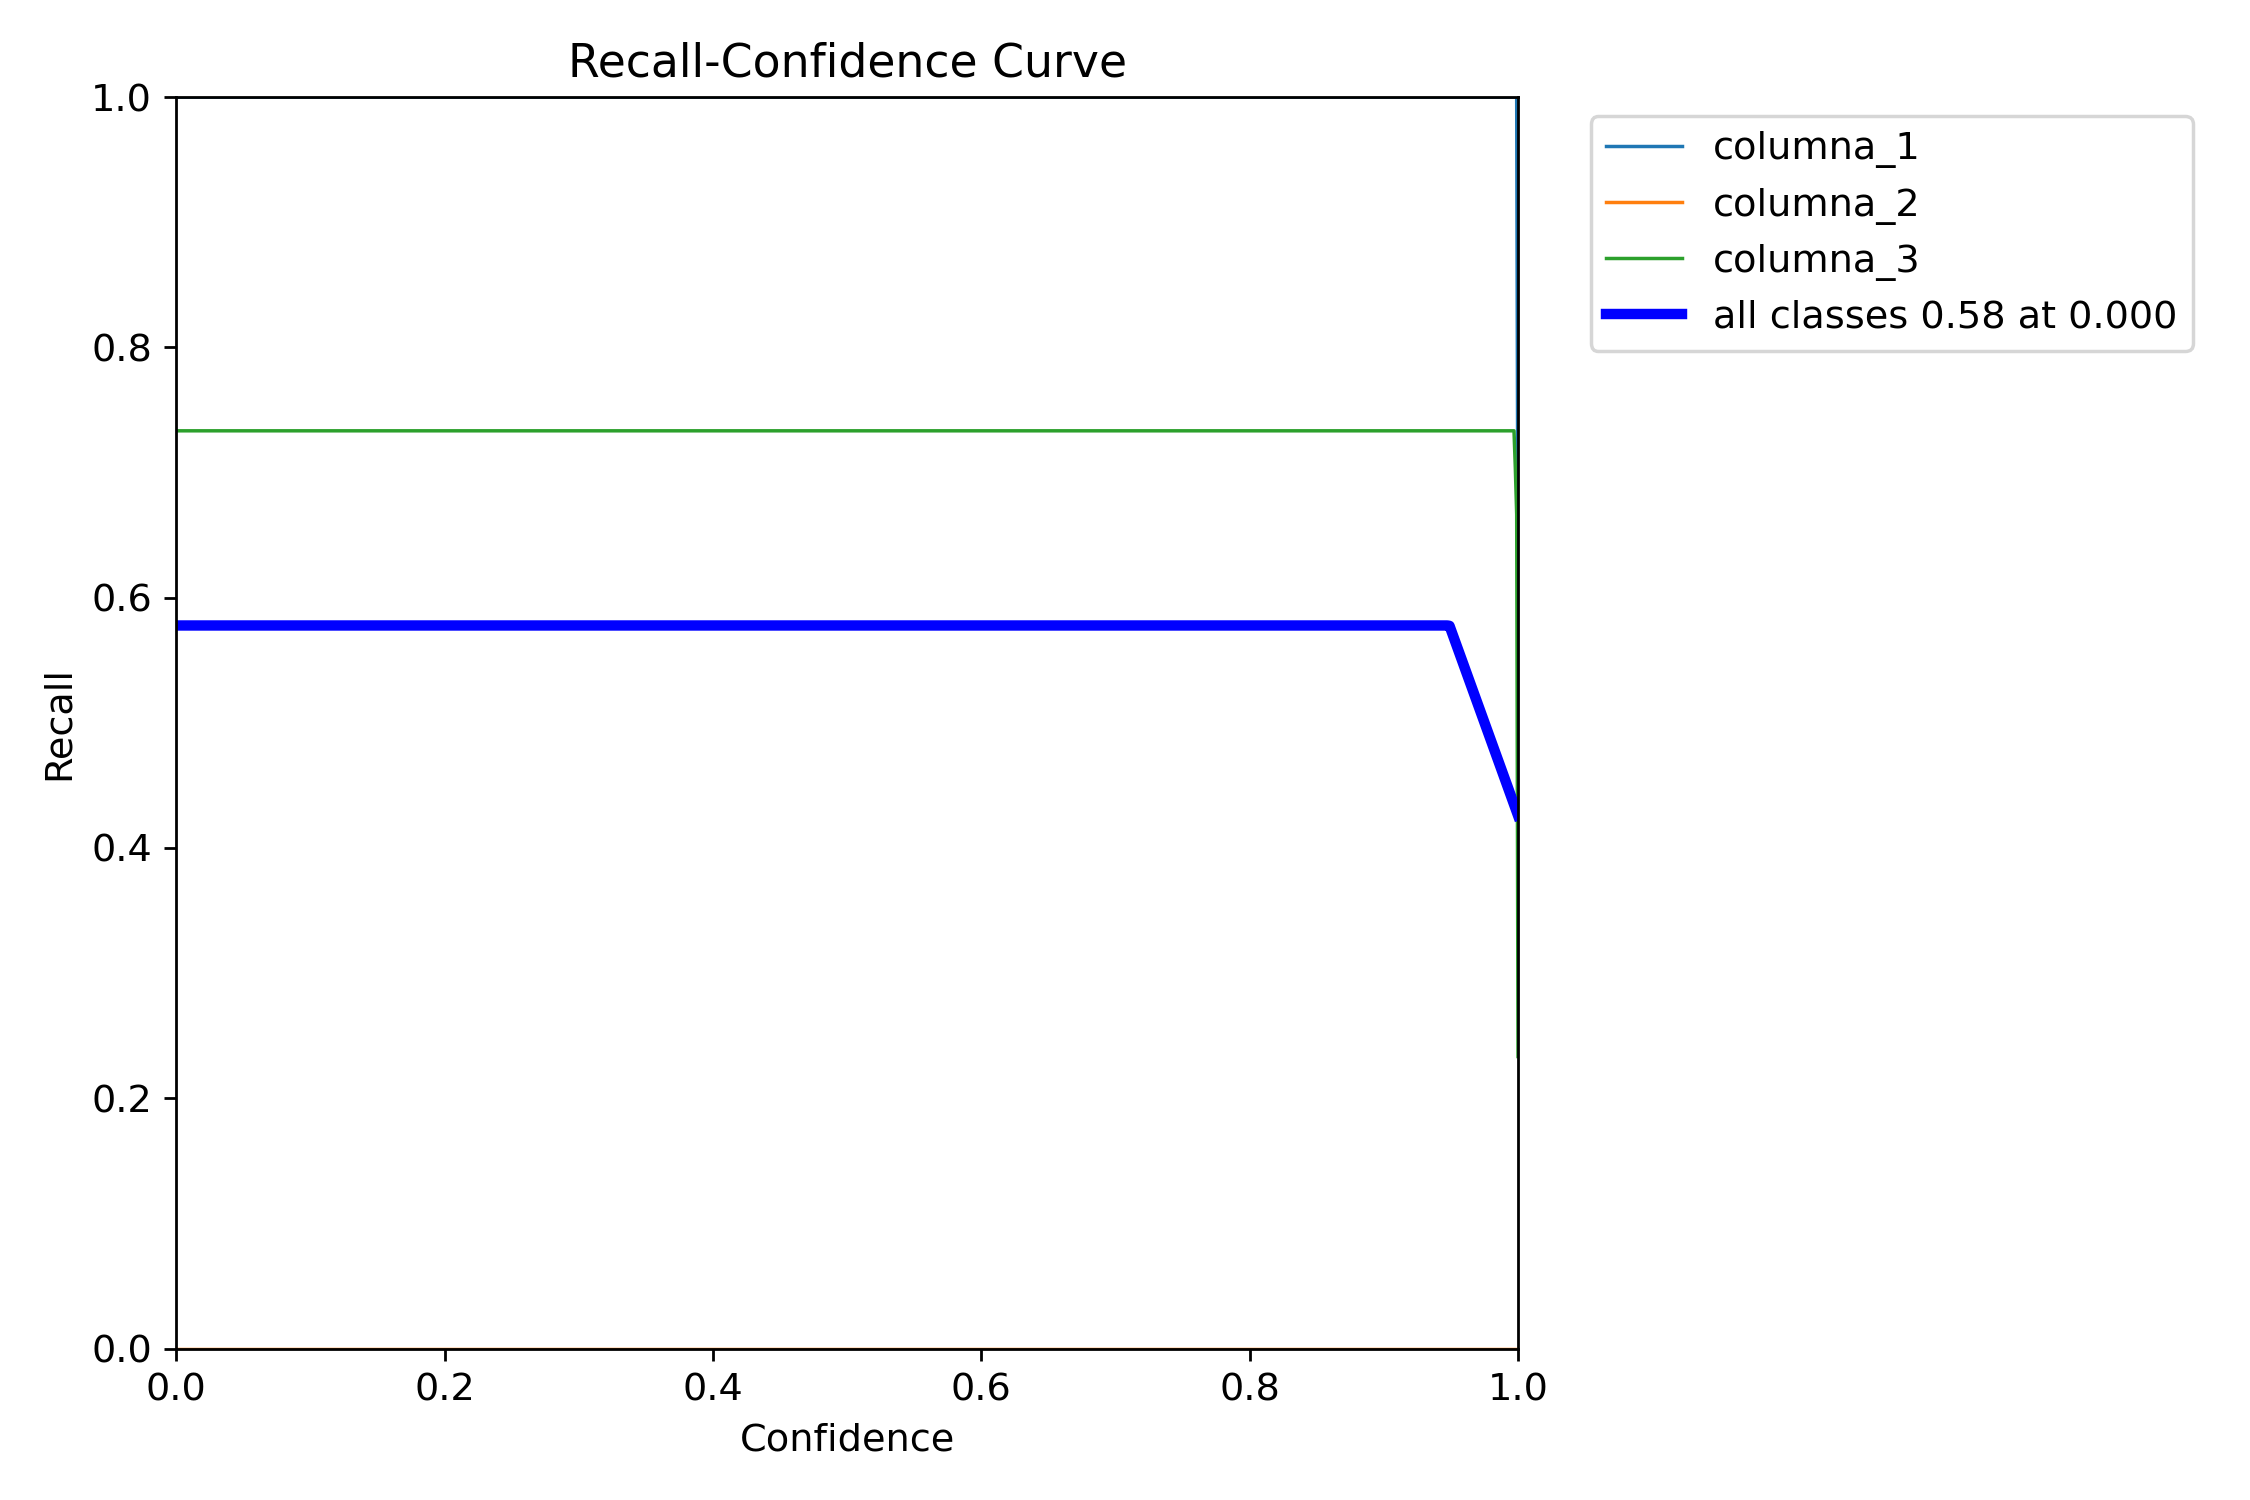 Recall-Confidence Curve
columna_1
columna_2
columna_3
all classes 0.58 at 0.000
Recall
1.0
0.8
0.6
0.4
0.2
0.0
0.0 0.2 0.4 0.6 0.8 1.0
Confidence